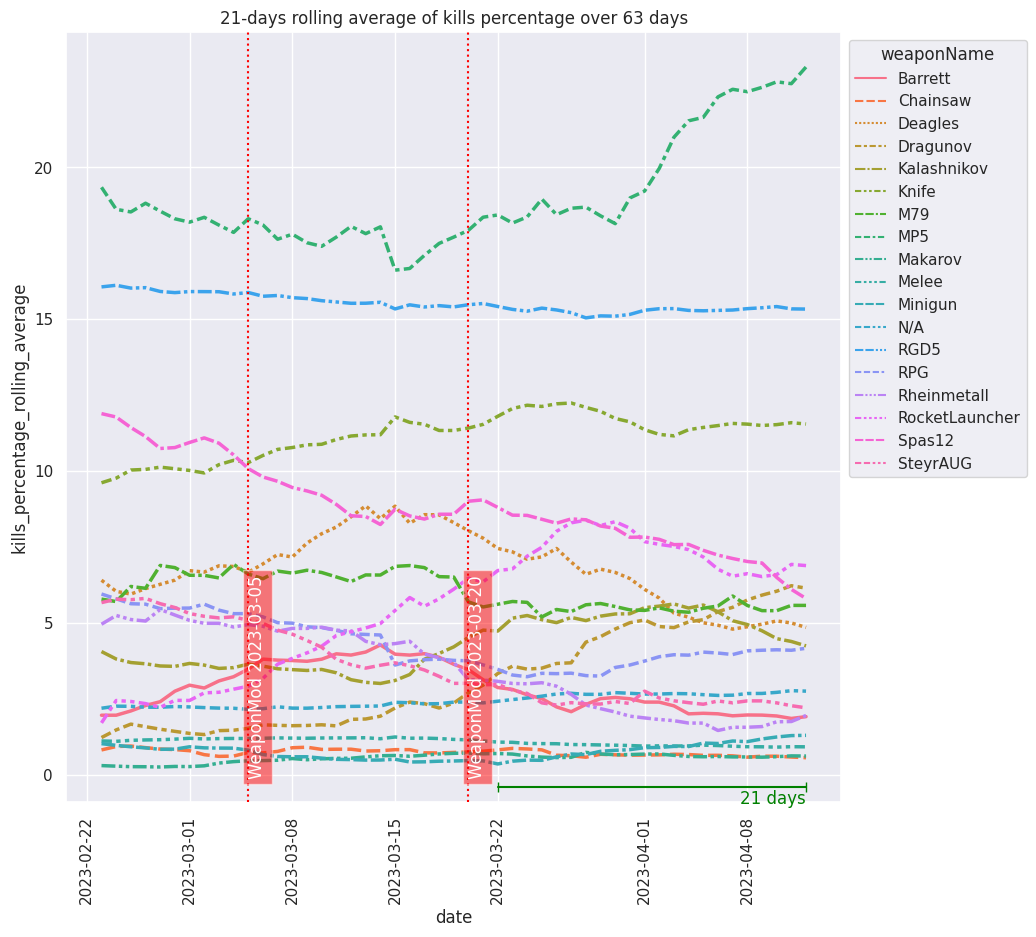 21-days rolling average of kills percentage over 63 days
weaponName
Barrett
Chainsaw
Deagles
Dragunov
Kalashnikov
Knife
M79
MP5
Makarov
Melee
Minigun
N/A
RGD5
RPG
Rheinmetall
RocketLauncher
Spas12
SteyrAUG
kills_percentage_rolling_average
20
15
10
5
0
WeaponMod 2023-03-05
WeaponMod 2023-03-20
21 days
2023-02-22
2023-03-01
2023-03-08
2023-03-15
2023-03-22
2023-04-01
2023-04-08
date